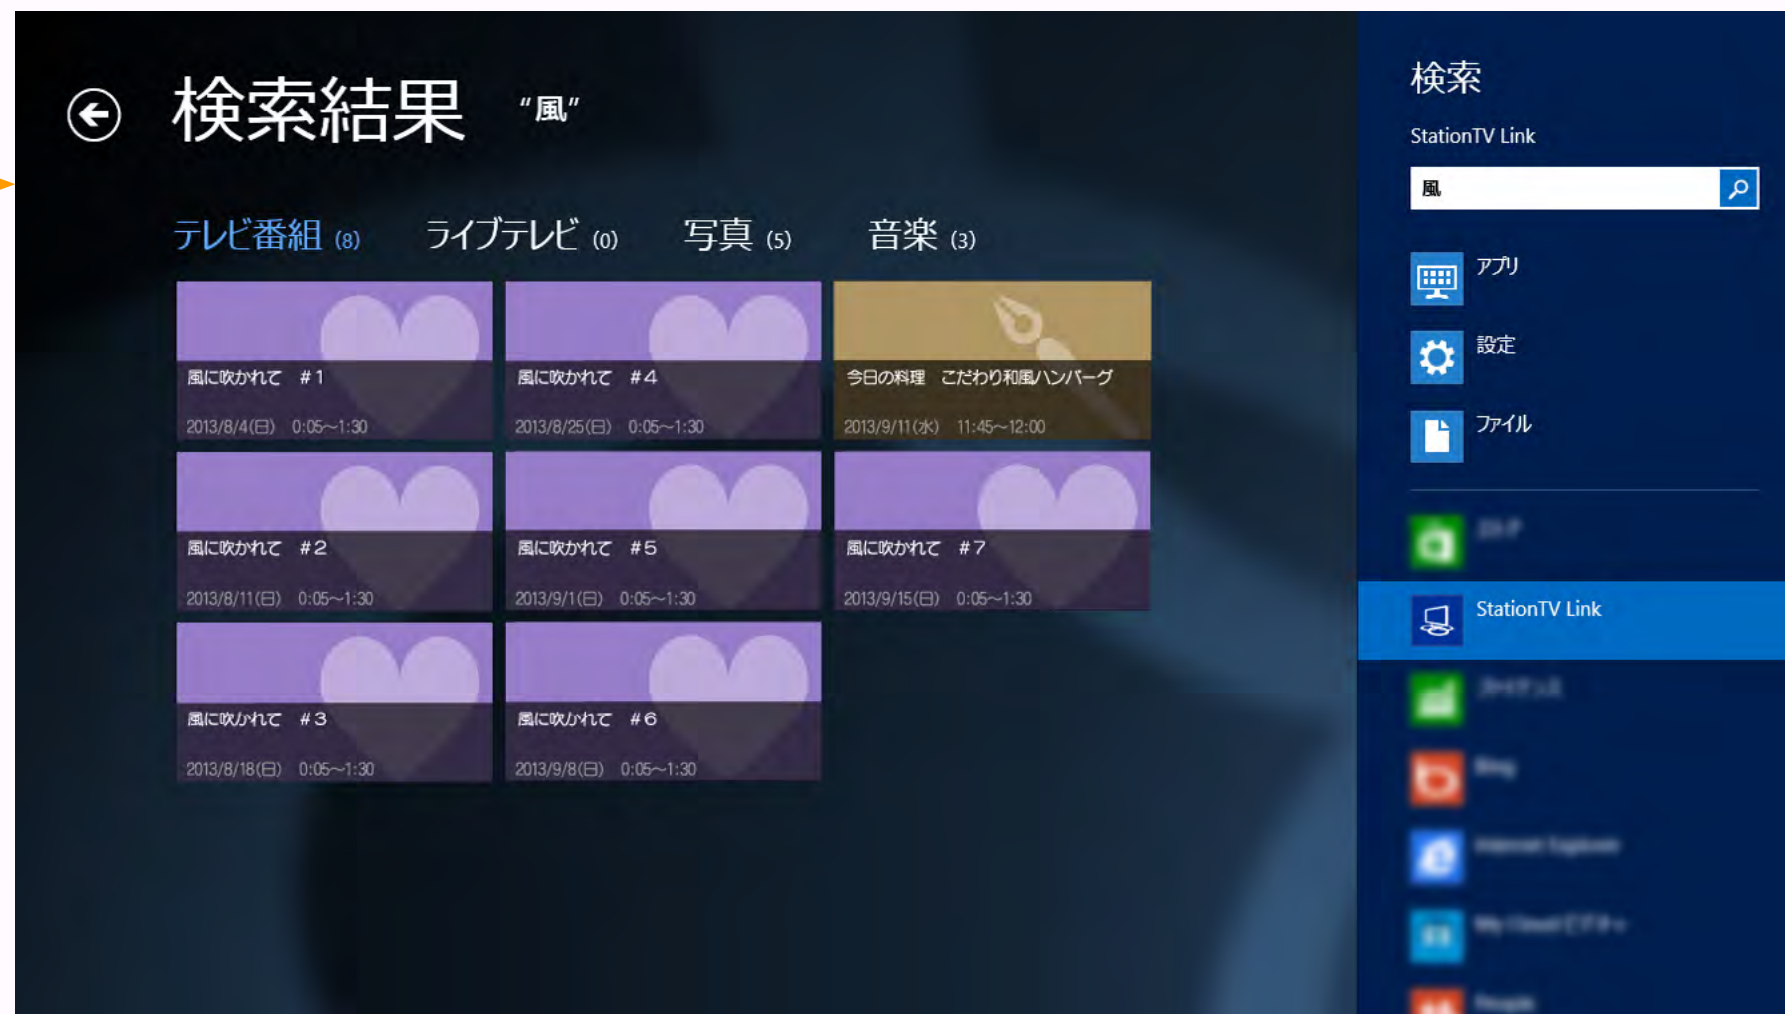 検索結果 “風”
テレビ番組 (8) ライブテレビ (0) 写真 (5) 音楽 (3)
風に吹かれて ＃１
2013/8/4(日) 0:05～1:30
風に吹かれて ＃２
2013/8/11(日) 0:05～1:30
風に吹かれて ＃３
2013/8/18(日) 0:05～1:30
風に吹かれて ＃４
2013/8/25(日) 0:05～1:30
風に吹かれて ＃５
2013/9/1(日) 0:05～1:30
風に吹かれて ＃６
2013/9/8(日) 0:05～1:30
今日の料理 こだわり和風ハンバーグ
2013/9/11(水) 11:45～12:00
風に吹かれて ＃７
2013/9/15(日) 0:05～1:30
検索
StationTV Link
風
アプリ
設定
ファイル
StationTV Link
Bing
Internet Explorer
People